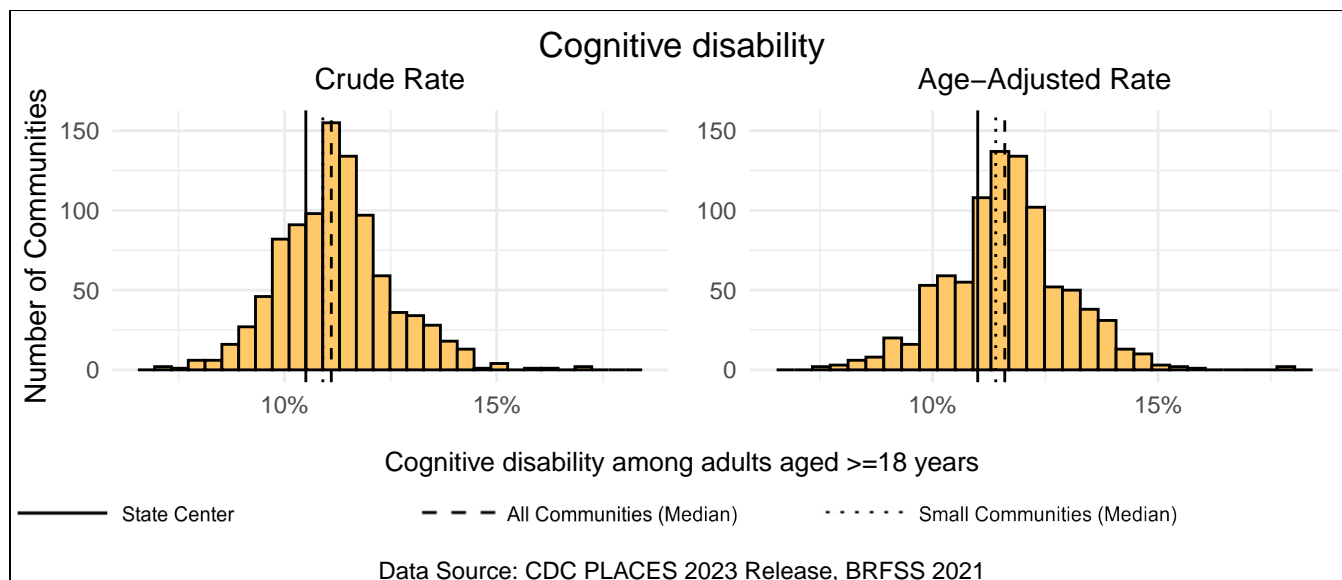 Cognitive disability
Crude Rate
Age−Adjusted Rate
Number of Communities
150
100
50
0
10%
15%
150
100
50
0
10%
15%
Cognitive disability among adults aged >=18 years
State Center
All Communities (Median)
Small Communities (Median)
Data Source: CDC PLACES 2023 Release, BRFSS 2021